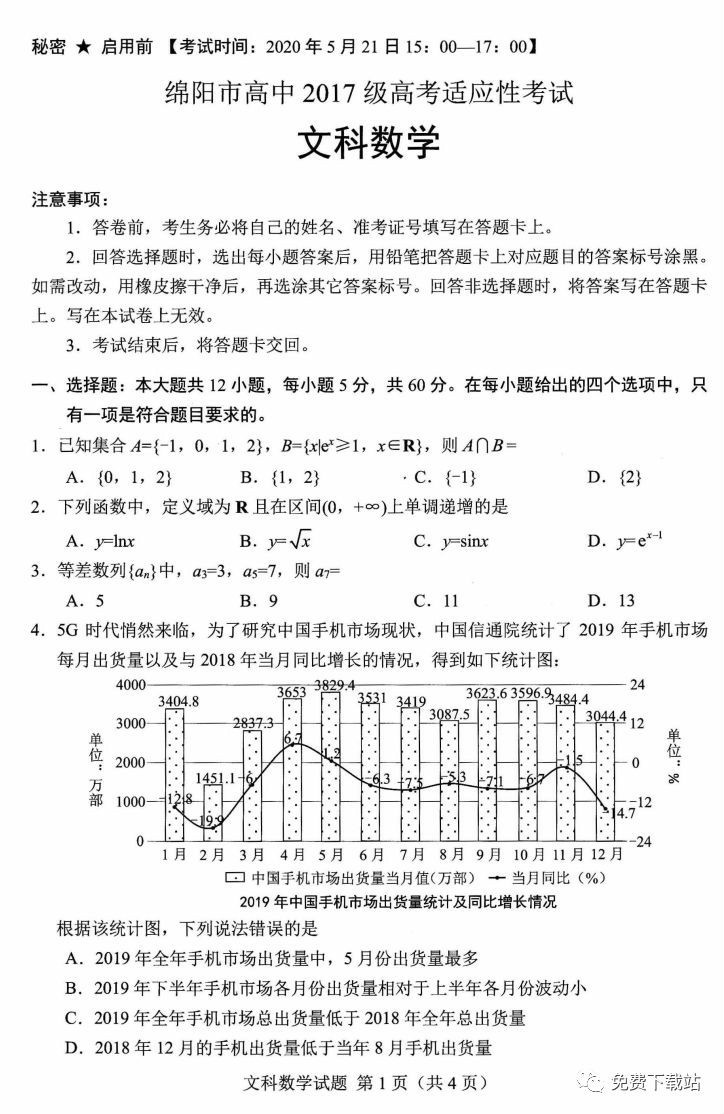 秘密 ★ 启用前 【考试时间：2020 年 5 月 21 日 15：00—17：00】
绵阳市高中 2017 级高考适应性考试
文科数学
注意事项：
1．答卷前，考生务必将自己的姓名、准考证号填写在答题卡上。
2．回答选择题时，选出每小题答案后，用铅笔把答题卡上对应题目的答案标号涂黑。
如需改动，用橡皮擦干净后，再选涂其它答案标号。回答非选择题时，将答案写在答题卡
上。写在本试卷上无效。
3．考试结束后，将答题卡交回。
一、选择题：本大题共 12 小题，每小题 5 分，共 60 分。在每小题给出的四个选项中，只
有一项是符合题目要求的。
1．已知集合 A={-1，0，1，2}，B={x|eˣ≥1，x∈R}，则 A∩B=
A．{0，1，2} B．{1，2} C．{-1} D．{2}
2．下列函数中，定义域为 R 且在区间(0，+∞)上单调递增的是
A．y=lnx B．y=√x C．y=sinx D．y=eˣ⁻¹
3．等差数列{aₙ}中，a₃=3，a₅=7，则 a₇=
A．5 B．9 C．11 D．13
4．5G 时代悄然来临，为了研究中国手机市场现状，中国信通院统计了 2019 年手机市场
每月出货量以及与 2018 年当月同比增长的情况，得到如下统计图：
4000 3000 2000 1000 0
单位：万部
3404.8 1451.1 2837.3 3653 3829.4 3531 3419 3087.5 3623.6 3596.9 3484.4 3044.4
-12.8 -19.9 -6 6.7 1.2 -6.3 -7.5 -5.3 -7.1 -6.7 -1.5 -14.7
24 12 0 -12 -24
单位：%
1 月 2 月 3 月 4 月 5 月 6 月 7 月 8 月 9 月 10 月 11 月 12 月
中国手机市场出货量当月值(万部) 当月同比（%）
2019 年中国手机市场出货量统计及同比增长情况
根据该统计图，下列说法错误的是
A．2019 年全年手机市场出货量中，5 月份出货量最多
B．2019 年下半年手机市场各月份出货量相对于上半年各月份波动小
C．2019 年全年手机市场总出货量低于 2018 年全年总出货量
D．2018 年 12 月的手机出货量低于当年 8 月手机出货量
文科数学试题 第 1 页（共 4 页）
免费下载站